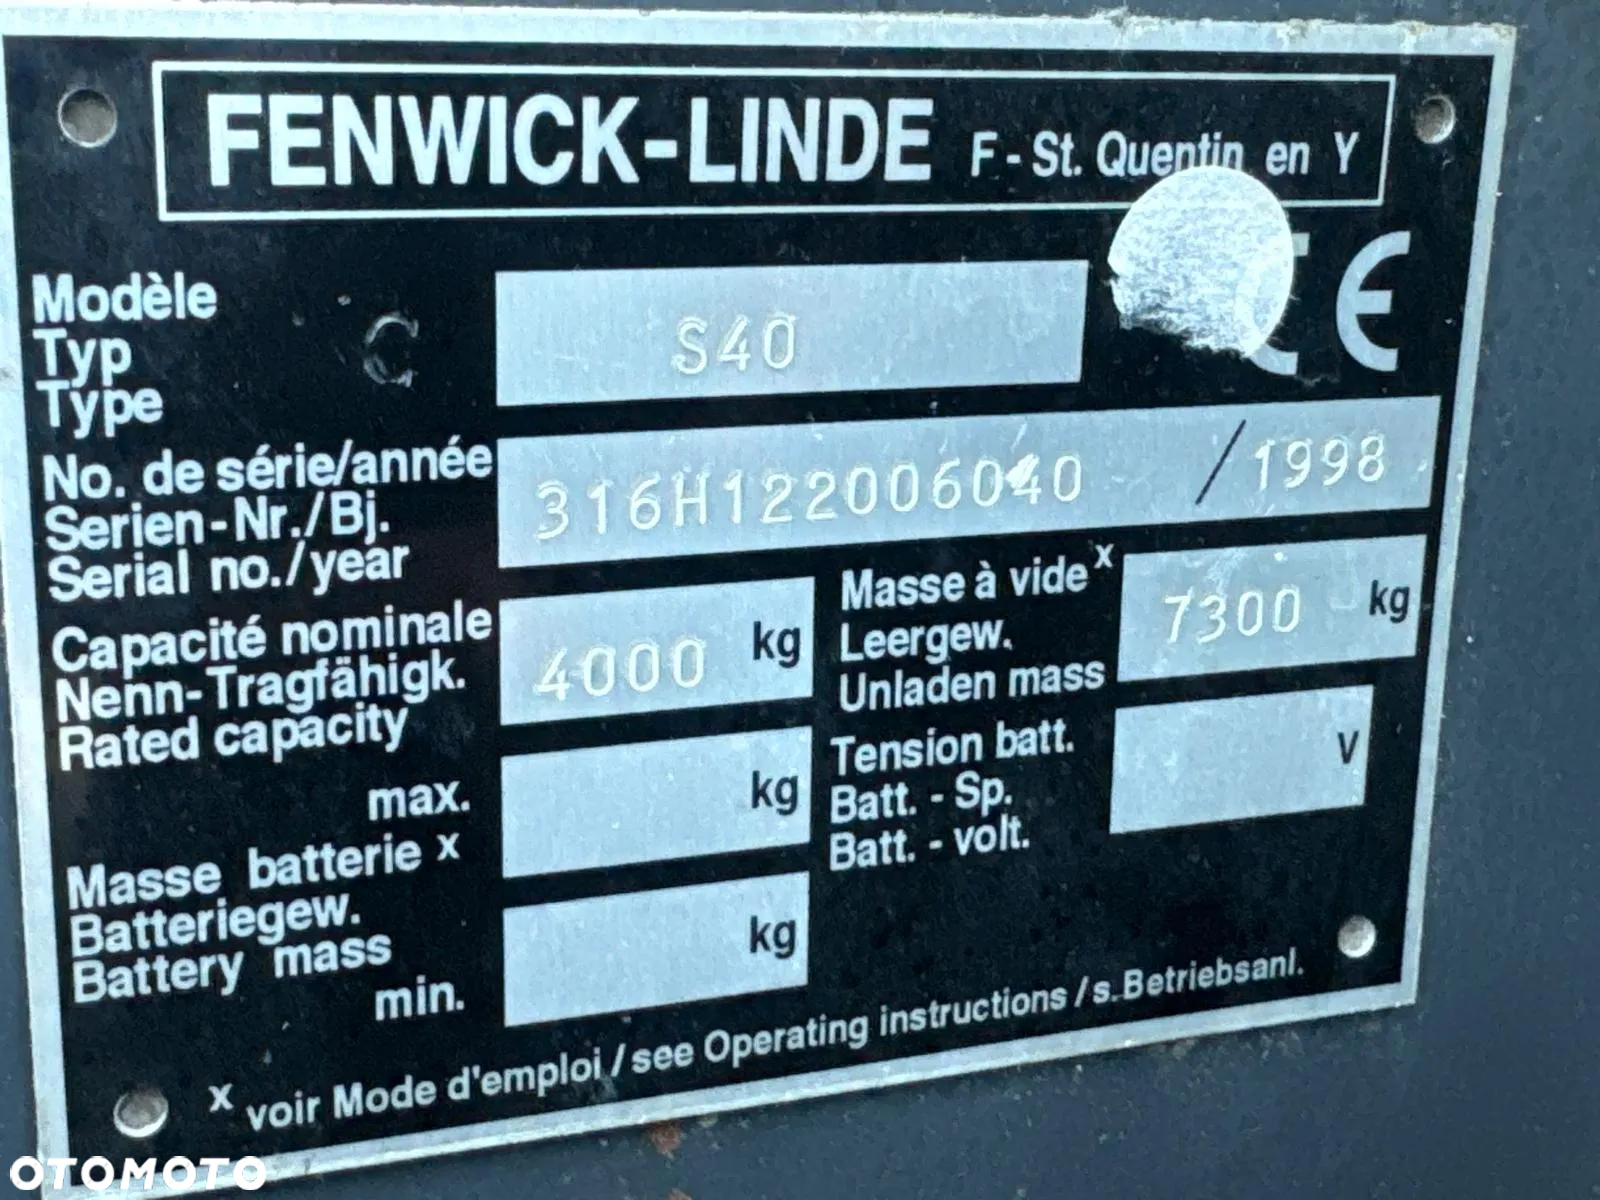 FENWICK-LINDE F - St. Quentin en Y
Modèle
Typ
Type
C
S40
CE
No. de série/année
Serien-Nr./Bj.
Serial no./year
316H122006040 / 1998
Capacité nominale
Nenn-Tragfähigk.
Rated capacity
4000 kg
Masse à vide x
Leergew.
Unladen mass
7300 kg
max.
kg
Tension batt.
Batt. - Sp.
Batt. - volt.
V
Masse batterie x
Batteriegew.
Battery mass
min.
kg
x voir Mode d'emploi / see Operating instructions / s. Betriebsanl.
OTOMOTO